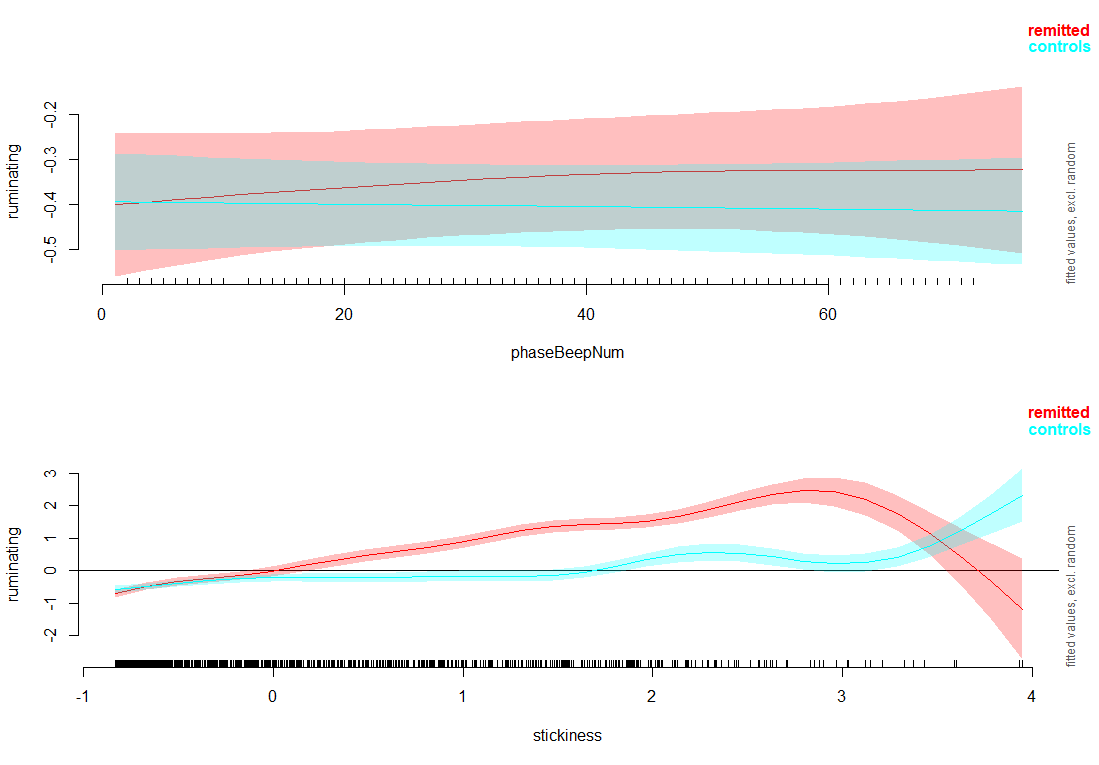 remitted
controls
ruminating
-0.2
-0.3
-0.4
-0.5
fitted values, excl. random
0 20 40 60
phaseBeepNum
remitted
controls
ruminating
3
2
1
0
-1
-2
fitted values, excl. random
-1 0 1 2 3 4
stickiness